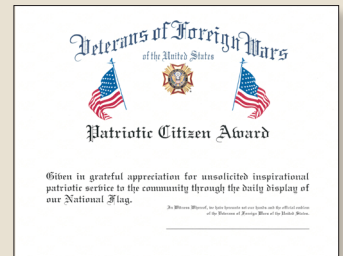 Veterans of Foreign Wars
of the United States
Patriotic Citizen Award
Given in grateful appreciation for unsolicited inspirational
patriotic service to the community through the daily display of
our National Flag.
In Witness Whereof, we have hereunto set our hands and the official emblem
of the Veterans of Foreign Wars of the United States.